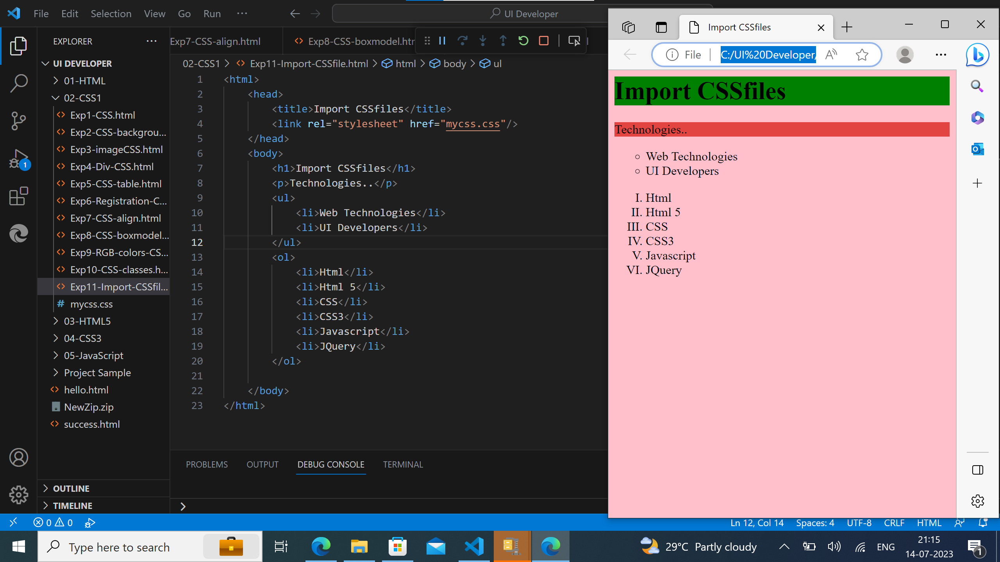 File Edit Selection View Go Run ···
UI Developer
EXPLORER ···
UI DEVELOPER
01-HTML
02-CSS1
Exp1-CSS.html
Exp2-CSS-backgrou...
Exp3-imageCSS.html
Exp4-Div-CSS.html
Exp5-CSS-table.html
Exp6-Registration-C...
Exp7-CSS-align.html
Exp8-CSS-boxmodel...
Exp9-RGB-colors-CS...
Exp10-CSS-classes.h...
Exp11-Import-CSSfil...
# mycss.css
03-HTML5
04-CSS3
05-JavaScript
Project Sample
hello.html
NewZip.zip
success.html
OUTLINE
TIMELINE
1
Exp7-CSS-align.html
Exp8-CSS-boxmodel.htm
02-CSS1 > Exp11-Import-CSSfile.html > html > body > ul
1 <html>
2 <head>
3 <title>Import CSSfiles</title>
4 <link rel="stylesheet" href="mycss.css"/>
5 </head>
6 <body>
7 <h1>Import CSSfiles</h1>
8 <p>Technologies..</p>
9 <ul>
10 <li>Web Technologies</li>
11 <li>UI Developers</li>
12 </ul>
13 <ol>
14 <li>Html</li>
15 <li>Html 5</li>
16 <li>CSS</li>
17 <li>CSS3</li>
18 <li>Javascript</li>
19 <li>JQuery</li>
20 </ol>
21
22 </body>
23 </html>
PROBLEMS OUTPUT DEBUG CONSOLE TERMINAL
>
Import CSSfiles
File C:/UI%20Developer/
Import CSSfiles
Technologies..
Web Technologies
UI Developers
I. Html
II. Html 5
III. CSS
IV. CSS3
V. Javascript
VI. JQuery
0 0
Ln 12, Col 14 Spaces: 4 UTF-8 CRLF HTML
Type here to search
29°C Partly cloudy
ENG
21:15
14-07-2023
1